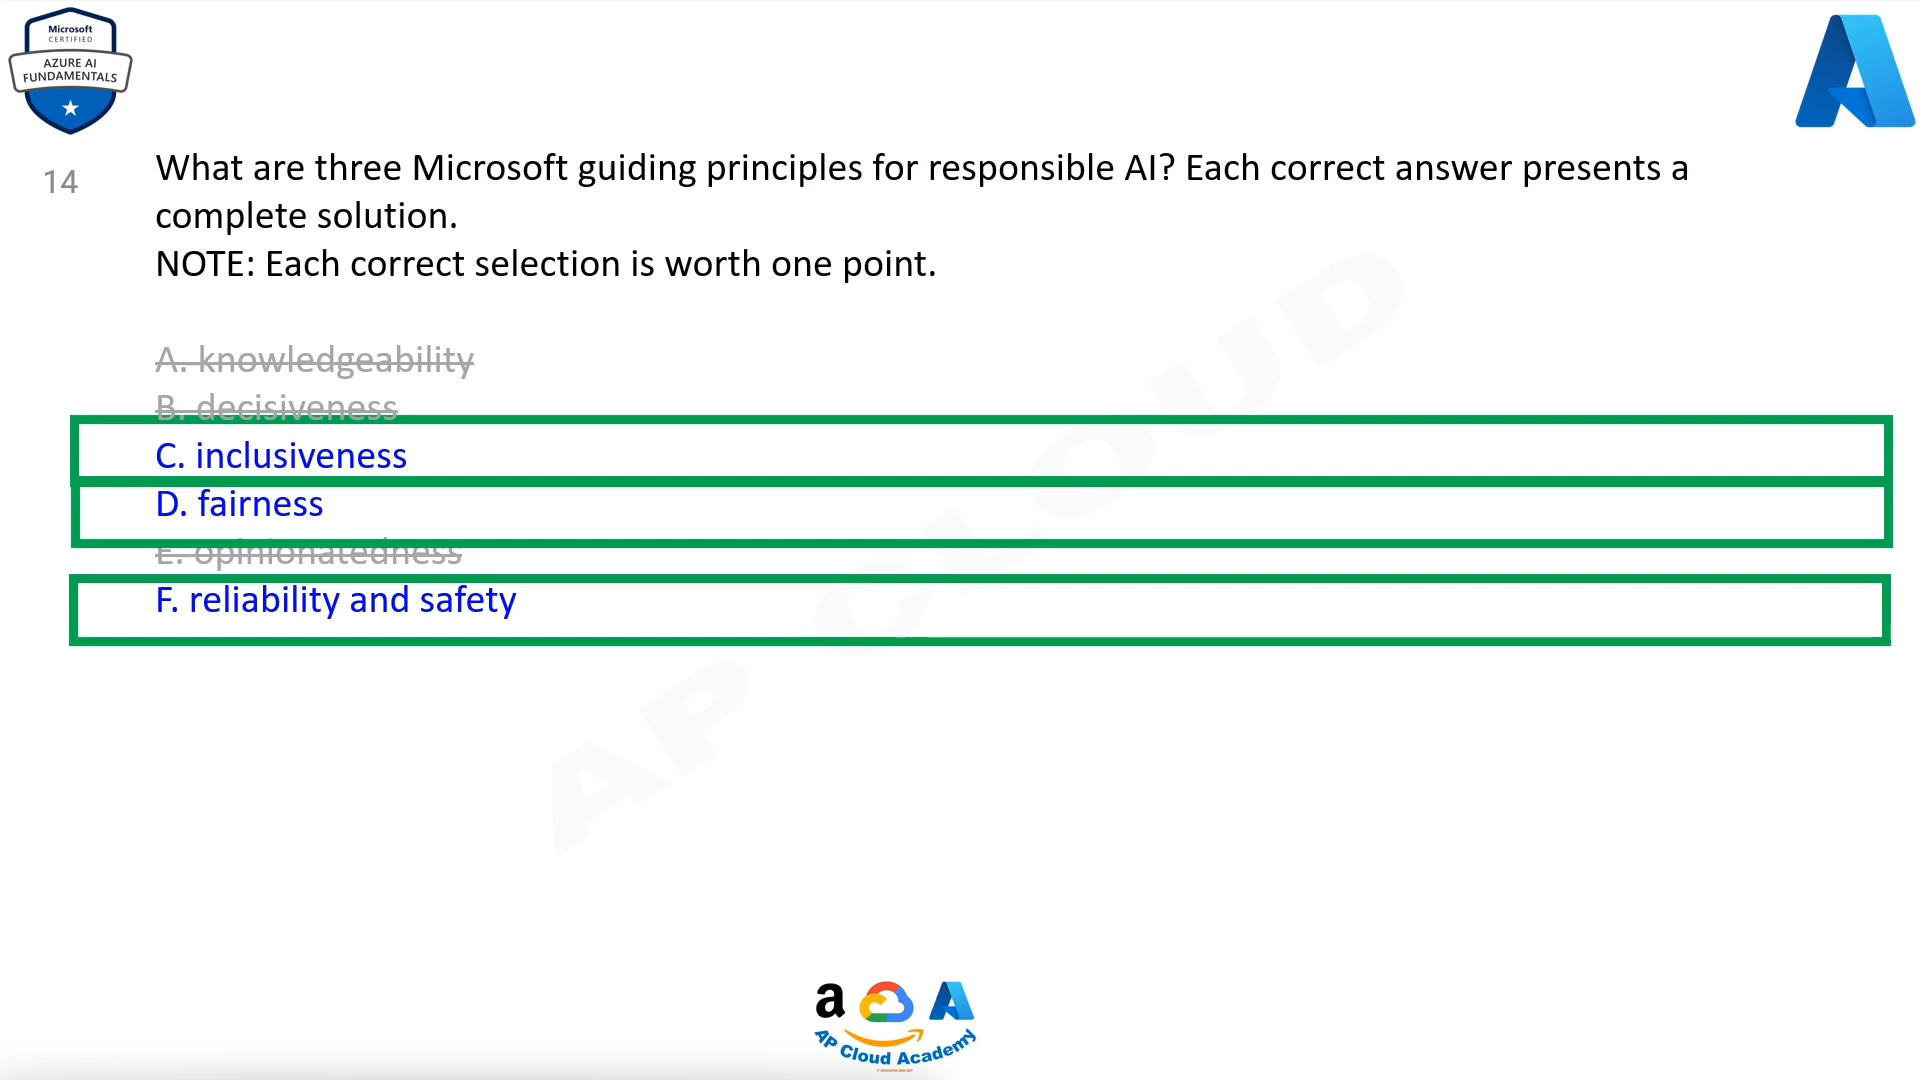 Microsoft
CERTIFIED
AZURE AI
FUNDAMENTALS
14
What are three Microsoft guiding principles for responsible AI? Each correct answer presents a
complete solution.
NOTE: Each correct selection is worth one point.
A. knowledgeability
B. decisiveness
C. inclusiveness
D. fairness
E. opinionatedness
F. reliability and safety
AP CLOUD
a
AP Cloud Academy